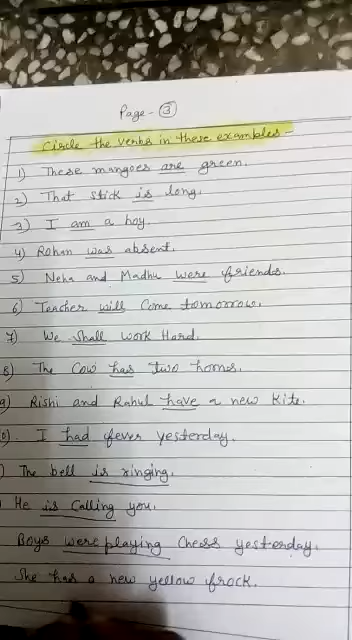 Page - 3
Circle the verbs in these examples -
1) These mangoes are green.
2) That stick is long.
3) I am a boy.
4) Rohan was absent.
5) Neha and Madhu were friends.
6) Teacher will Come tomorrow.
7) We shall work Hard.
8) The Cow has two homes.
9) Rishi and Rahul have a new Kite.
0). I had fever yesterday.
) The bell is ringing.
He is Calling you.
Boys were playing Chess yesterday.
She has a new yellow frock.